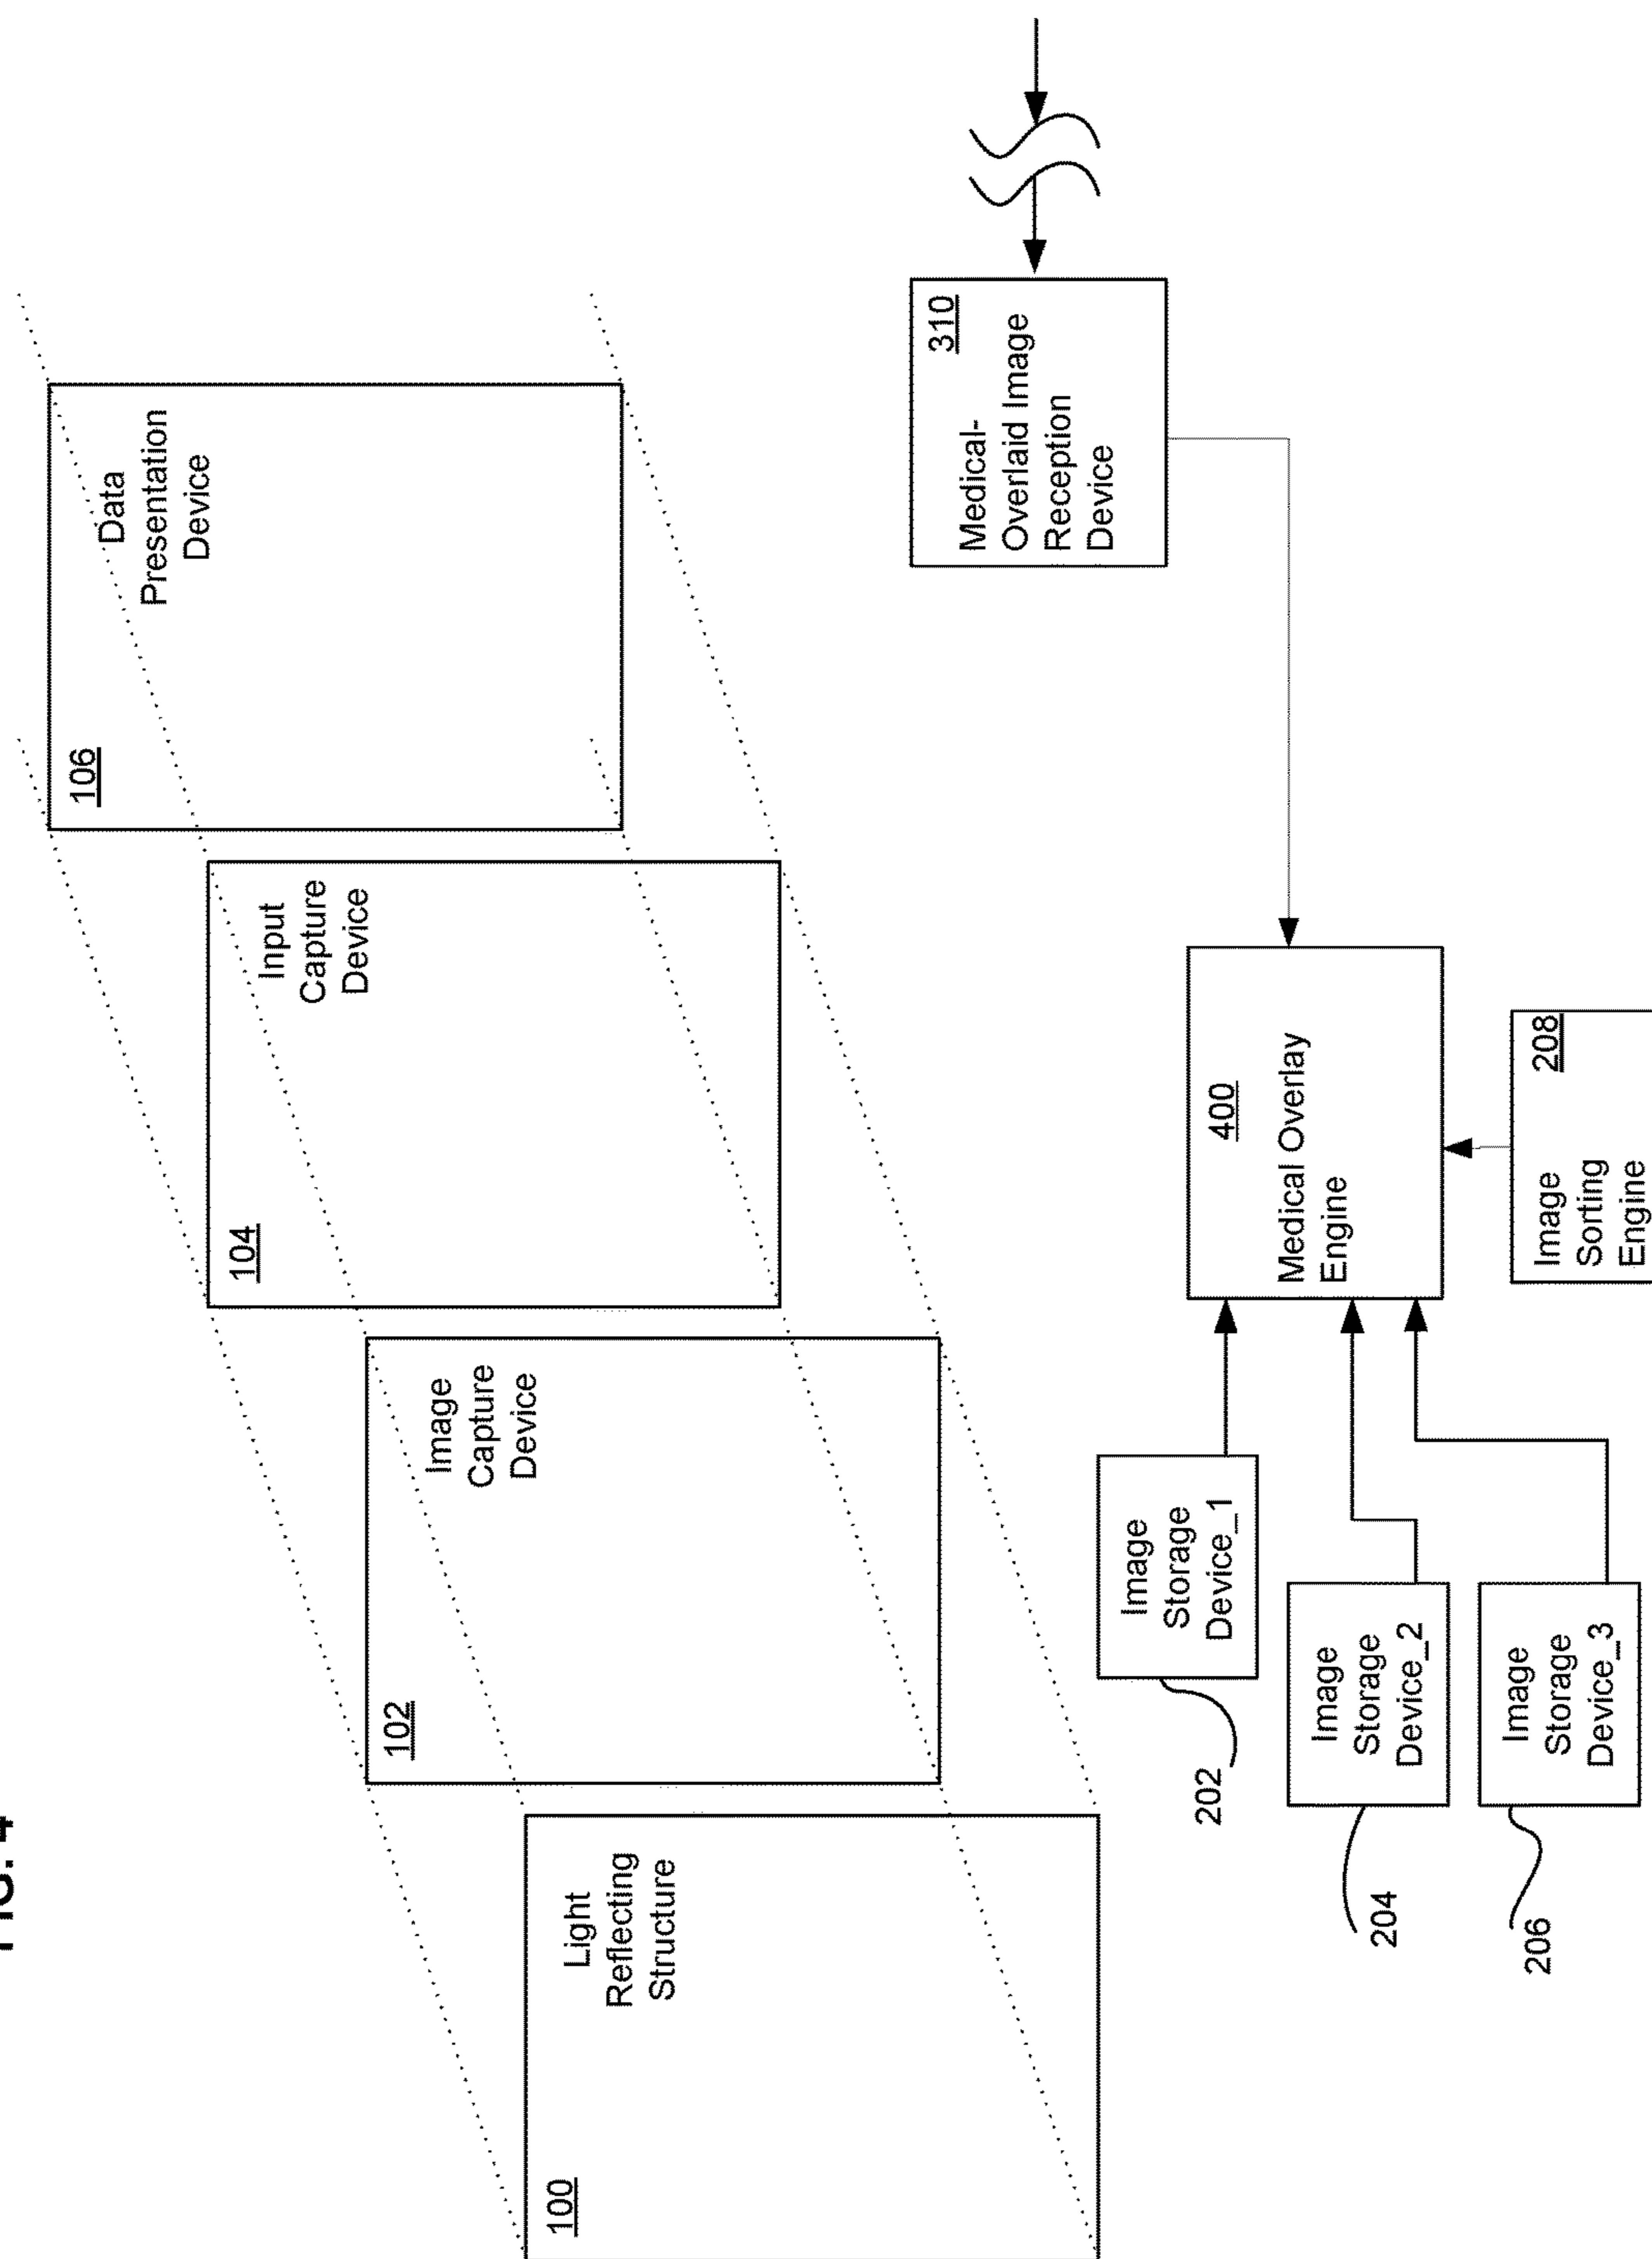 FIG. 4
100
Light
Reflecting
Structure
102
Image
Capture
Device
104
Input
Capture
Device
106
Data
Presentation
Device
202
Image
Storage
Device_1
204
Image
Storage
Device_2
206
Image
Storage
Device_3
400
Medical Overlay
Engine
208
Image
Sorting
Engine
310
Medical-
Overlaid Image
Reception
Device